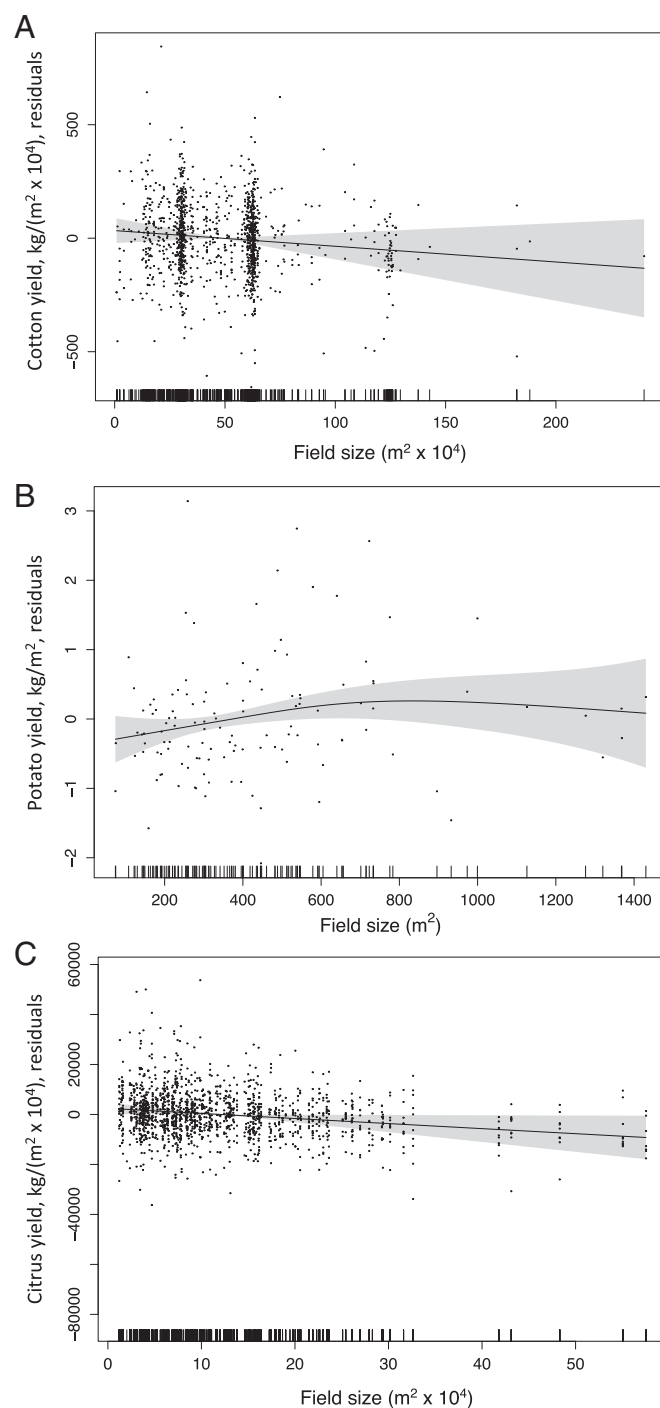 A
Cotton yield, kg/(m² x 10⁴), residuals
500
0
−500
0 50 100 150 200
Field size (m² x 10⁴)
B
Potato yield, kg/m², residuals
3
2
1
0
−1
−2
200 400 600 800 1000 1200 1400
Field size (m²)
C
Citrus yield, kg/(m² x 10⁴), residuals
60000
20000
0
−40000
−80000
0 10 20 30 40 50
Field size (m² x 10⁴)